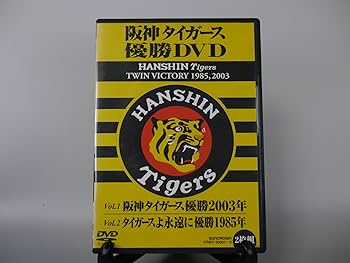 阪神タイガース
優勝DVD
HANSHIN Tigers
TWIN VICTORY 1985,2003
HANSHIN
Tigers
Vol.1 阪神タイガース優勝2003年
Vol.2 タイガースよ永遠に優勝1985年
DVD
2枚組